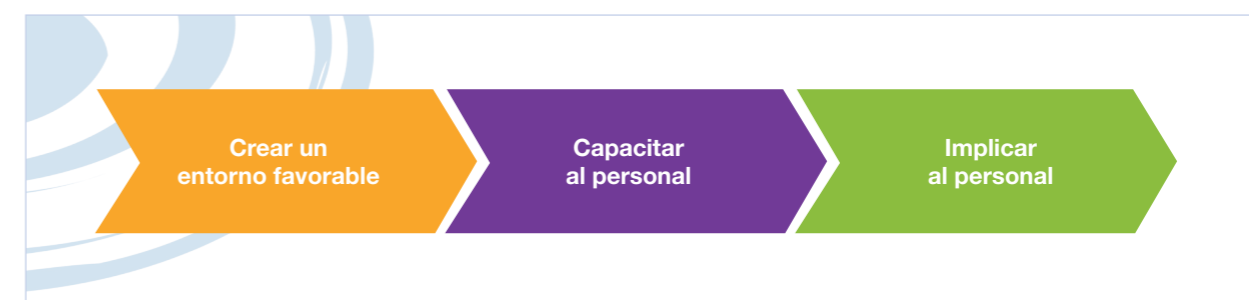 Crear un
entorno favorable
Capacitar
al personal
Implicar
al personal